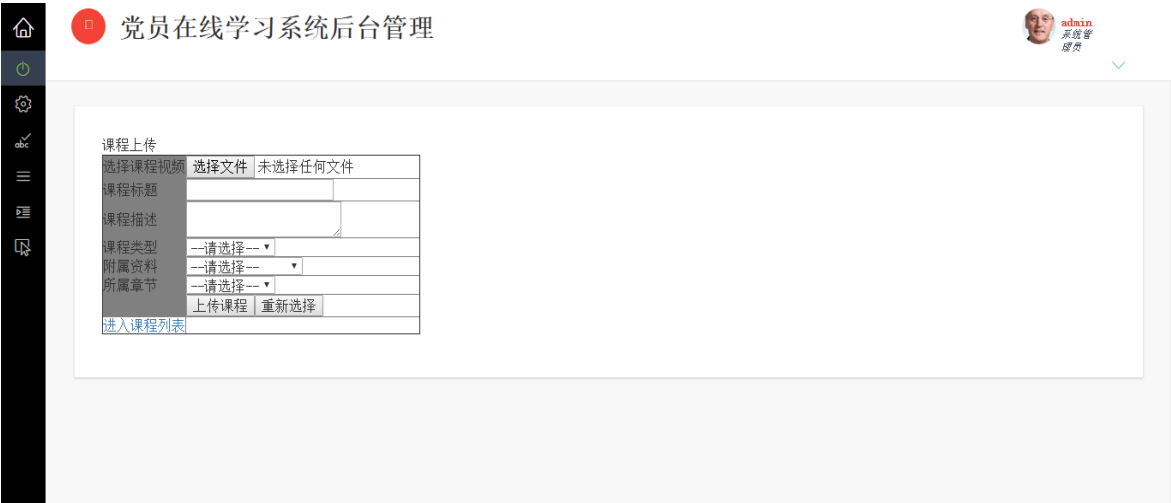 党员在线学习系统后台管理
admin
系统管
理员
abc
课程上传
选择课程视频 选择文件 未选择任何文件
课程标题
课程描述
课程类型 --请选择--
附属资料 --请选择--
所属章节 --请选择--
上传课程 重新选择
进入课程列表